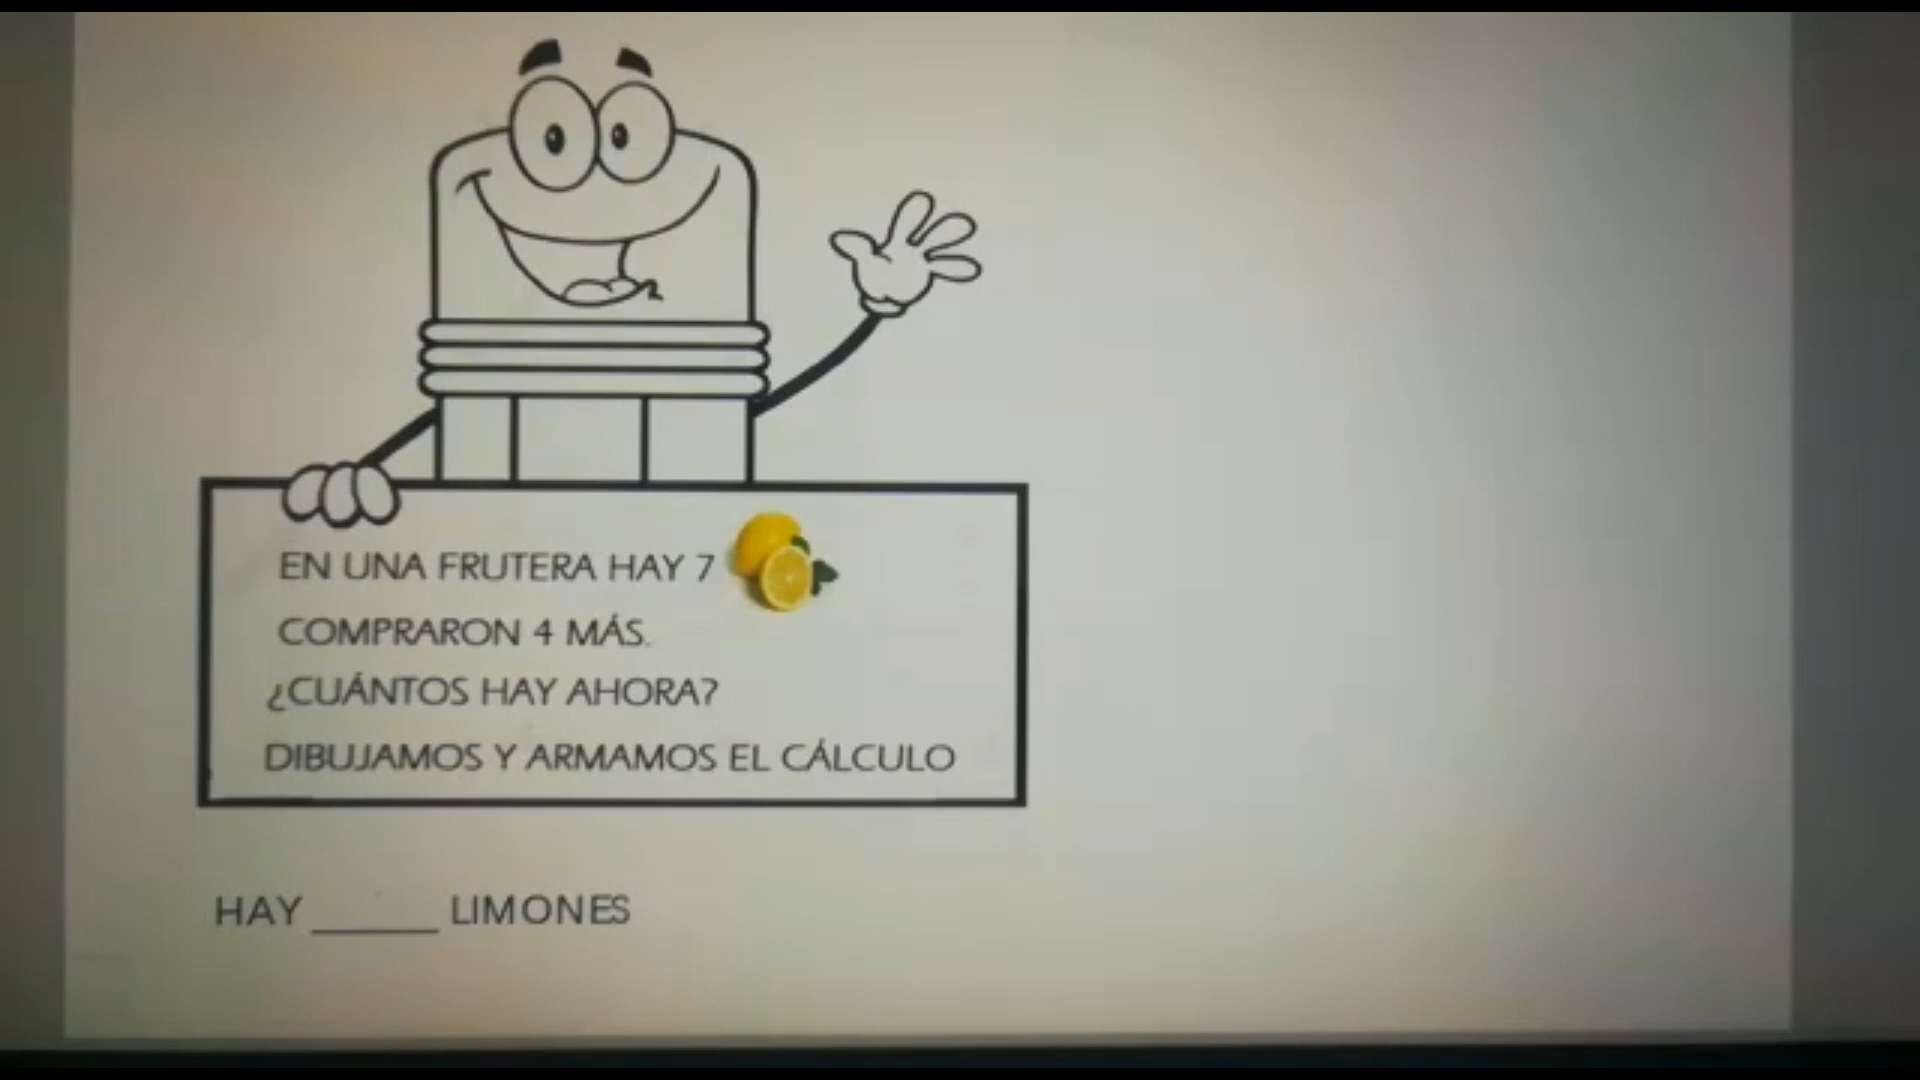 EN UNA FRUTERA HAY 7
COMPRARON 4 MÁS.
¿CUÁNTOS HAY AHORA?
DIBUJAMOS Y ARMAMOS EL CÁLCULO
HAY ______ LIMONES